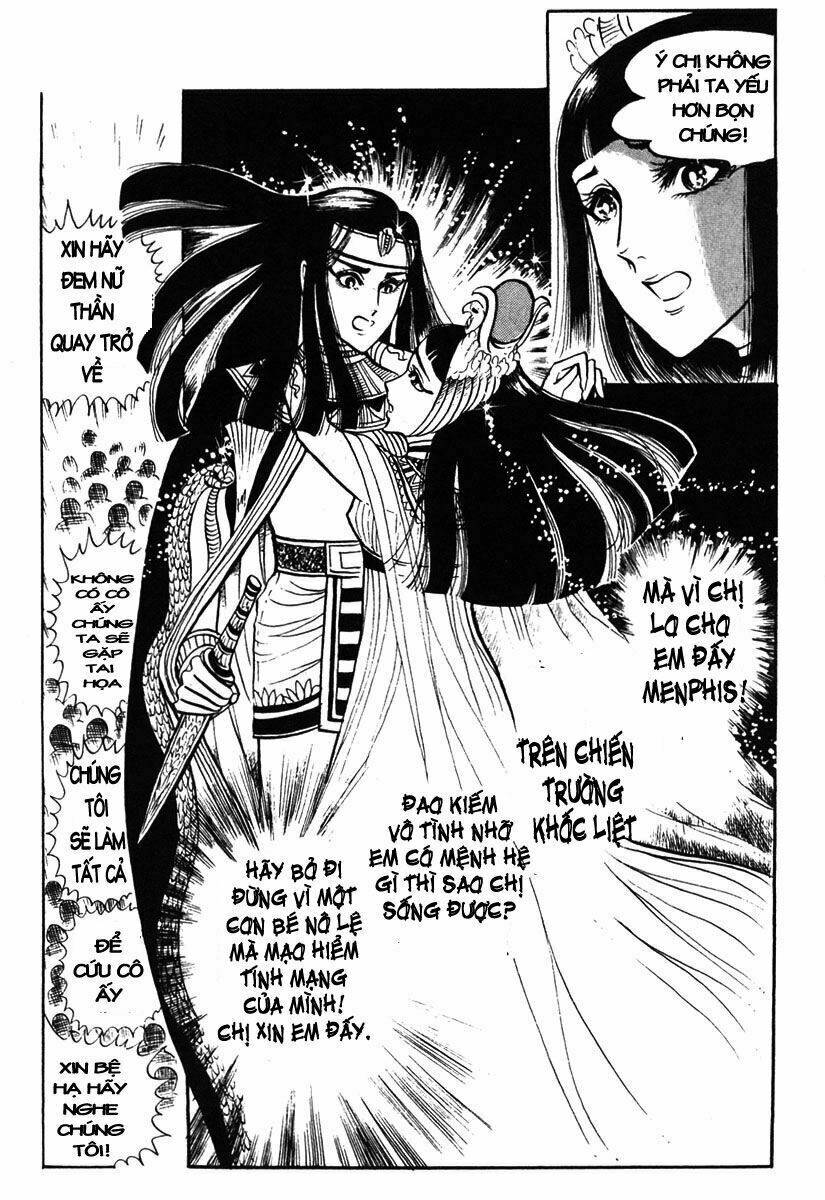 Ý CHỊ KHÔNG
PHẢI TA YẾU
HƠN BỌN
CHÚNG!
MÀ VÌ CHỊ
LO CHO
EM ĐẤY
MENPHIS!
TRÊN CHIẾN
TRƯỜNG
KHỐC LIỆT
ĐAO KIẾM
VÔ TÌNH NHỠ
EM CÓ MỆNH HỆ
GÌ THÌ SAO CHỊ
SỐNG ĐƯỢC?
HÃY BỎ ĐI
ĐỪNG VÌ MỘT
CON BÉ NÔ LỆ
MÀ MẠO HIỂM
TÍNH MẠNG
CỦA MÌNH!
CHỊ XIN EM ĐẤY.
XIN HÃY
ĐEM NỮ
THẦN
QUAY TRỞ
VỀ
KHÔNG
CÓ CÔ
ẤY CHÚNG
TA SẼ
GẶP
TAI
HỌA
CHÚNG
TÔI
SẼ LÀM
TẤT CẢ
ĐỂ
CỨU CÔ
ẤY
XIN BỆ
HẠ HÃY
NGHE
CHÚNG
TÔI!